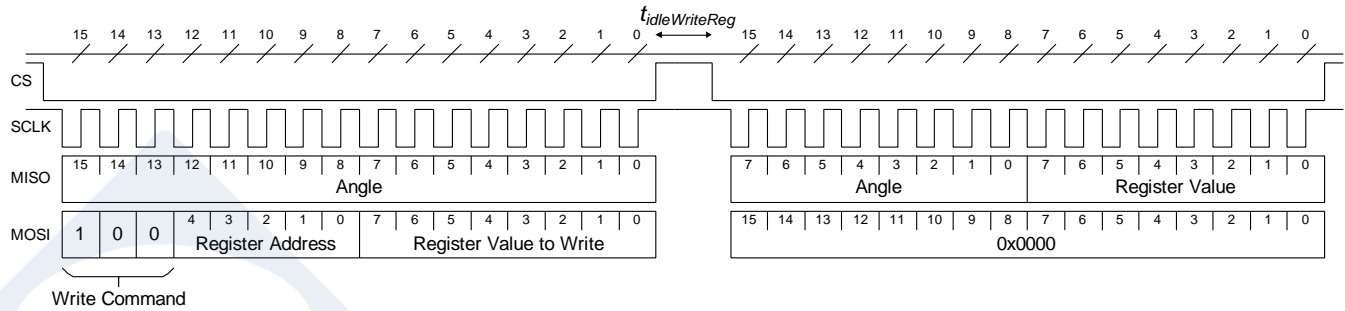 t_idleWriteReg
15 14 13 12 11 10 9 8 7 6 5 4 3 2 1 0 15 14 13 12 11 10 9 8 7 6 5 4 3 2 1 0
CS
SCLK
MISO
15 14 13 12 11 10 9 8 7 6 5 4 3 2 1 0 7 6 5 4 3 2 1 0 7 6 5 4 3 2 1 0
Angle Angle Register Value
MOSI
1 0 0 4 3 2 1 0 7 6 5 4 3 2 1 0 15 14 13 12 11 10 9 8 7 6 5 4 3 2 1 0
Register Address Register Value to Write 0x0000
Write Command